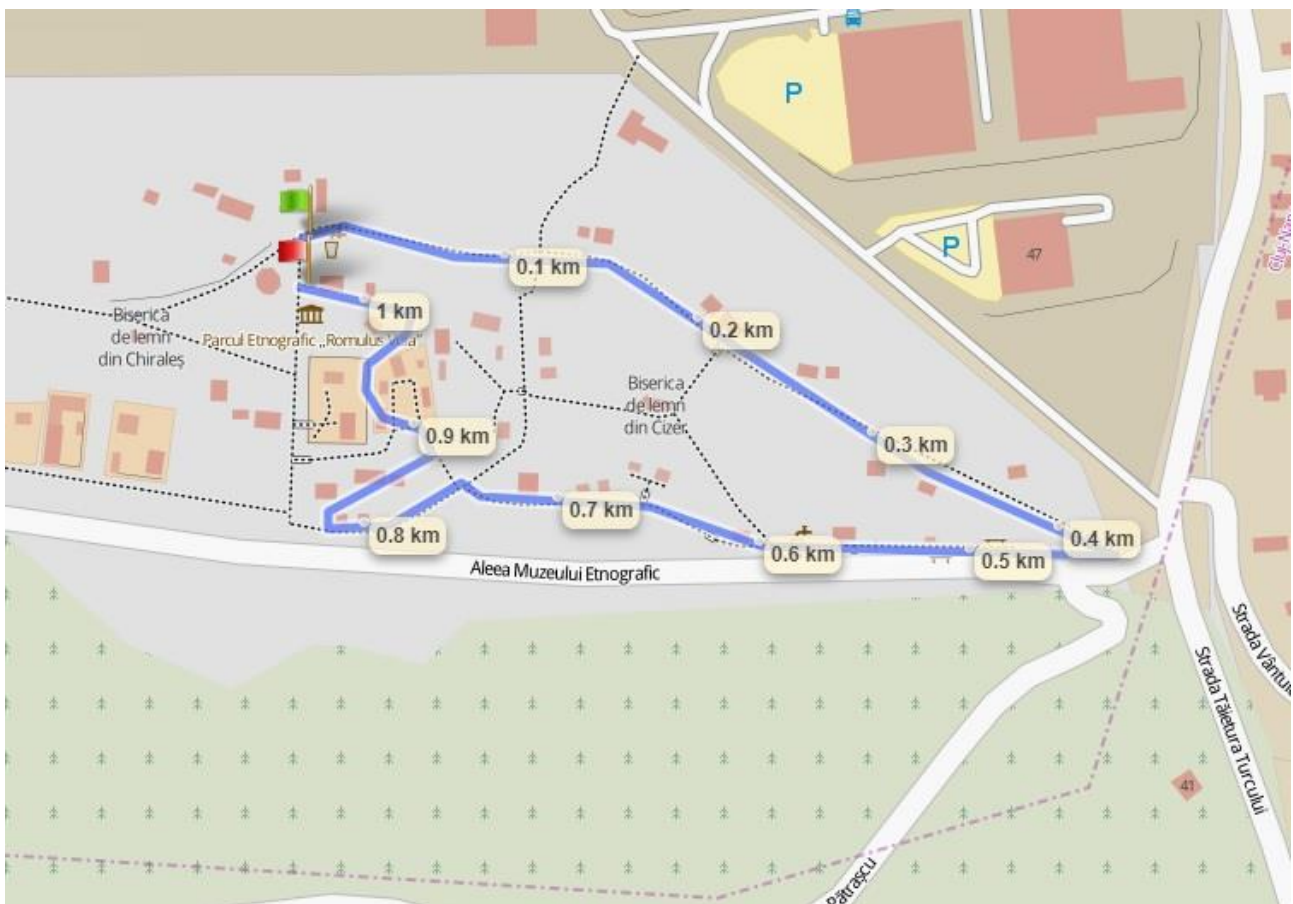 P
0.1 km
P
47
1 km
Biserica
de lemn
din Chiraleș
0.2 km
Parcul Etnografic „Romulus Vuia”
Biserica
de lemn
din Cizer
0.9 km
0.3 km
0.7 km
0.8 km
0.6 km
0.5 km
0.4 km
Aleea Muzeului Etnografic
Strada Tăietura Turcului
41
Pătrașcu